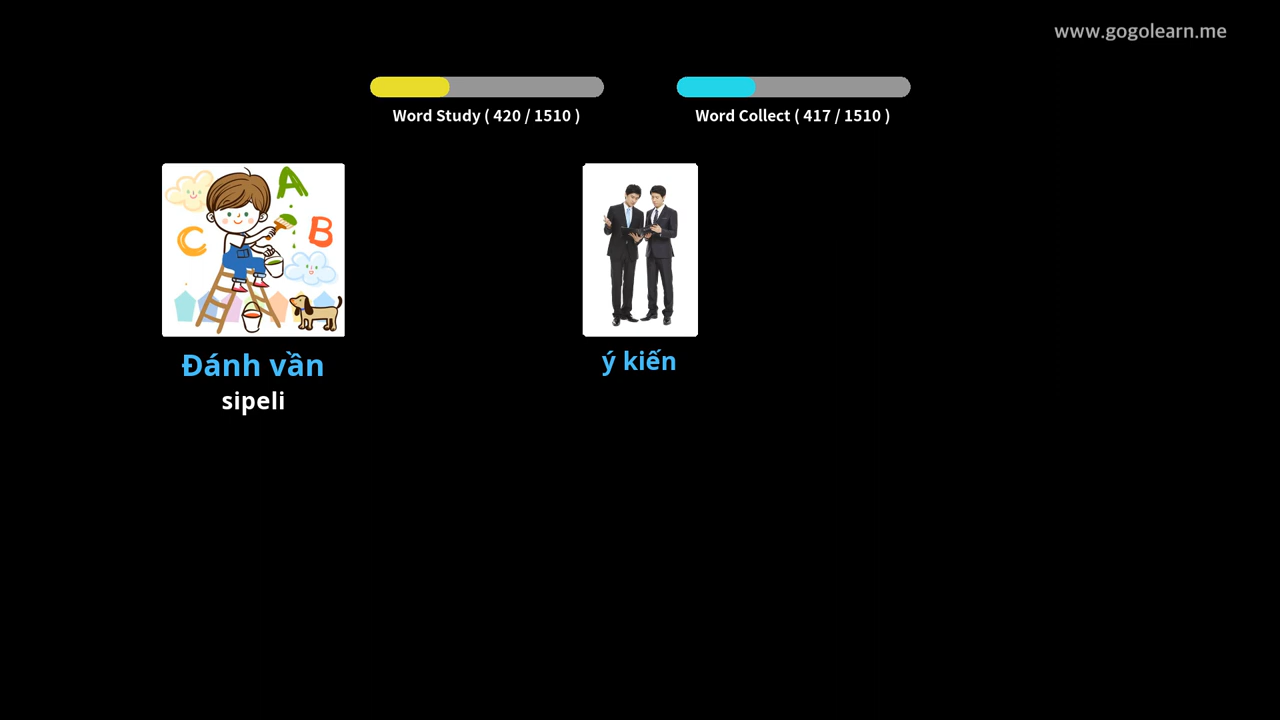 www.gogolearn.me
Word Study ( 420 / 1510 )
Word Collect ( 417 / 1510 )
A
B
C
Đánh vần
sipeli
ý kiến